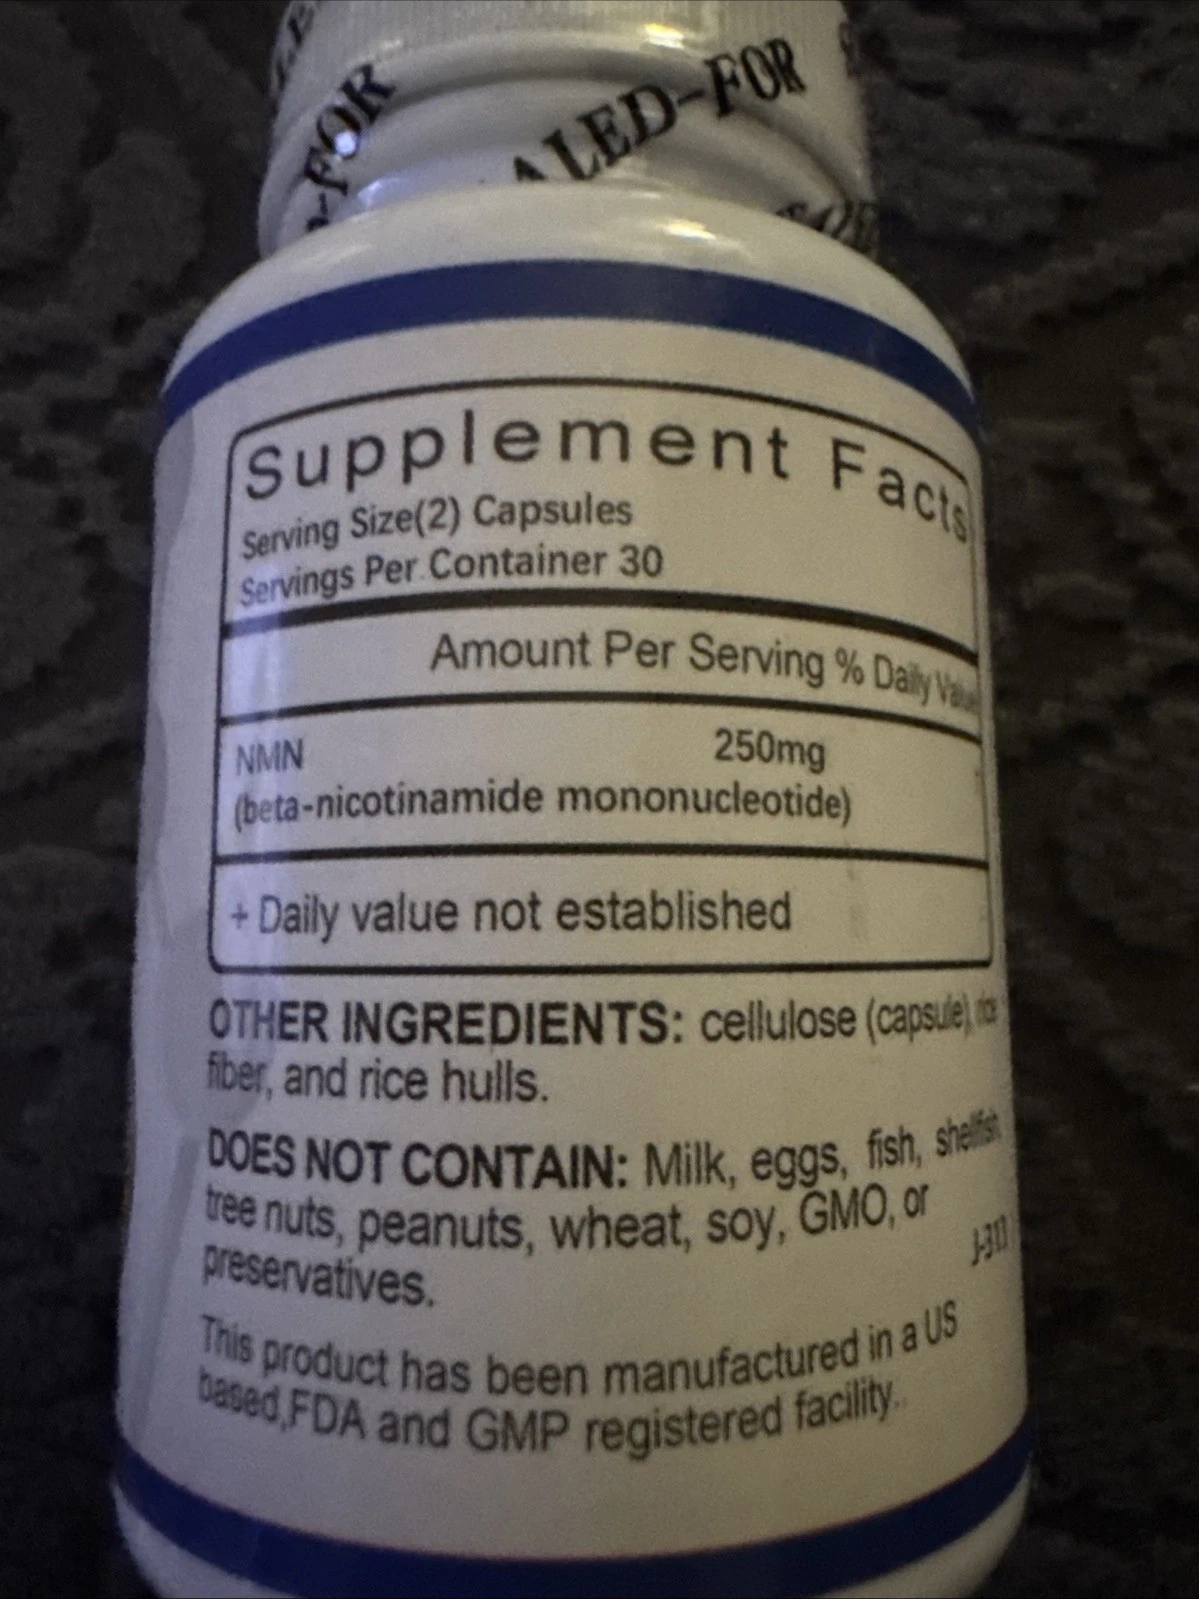 -FOR
ALED-FOR
Supplement Facts
Serving Size(2) Capsules
Servings Per Container 30
Amount Per Serving % Daily Value
NMN 250mg
(beta-nicotinamide mononucleotide)
+ Daily value not established
OTHER INGREDIENTS: cellulose (capsule), rice
fiber, and rice hulls.
DOES NOT CONTAIN: Milk, eggs, fish, shellfish,
tree nuts, peanuts, wheat, soy, GMO, or
preservatives.
J-313
This product has been manufactured in a US
based,FDA and GMP registered facility.